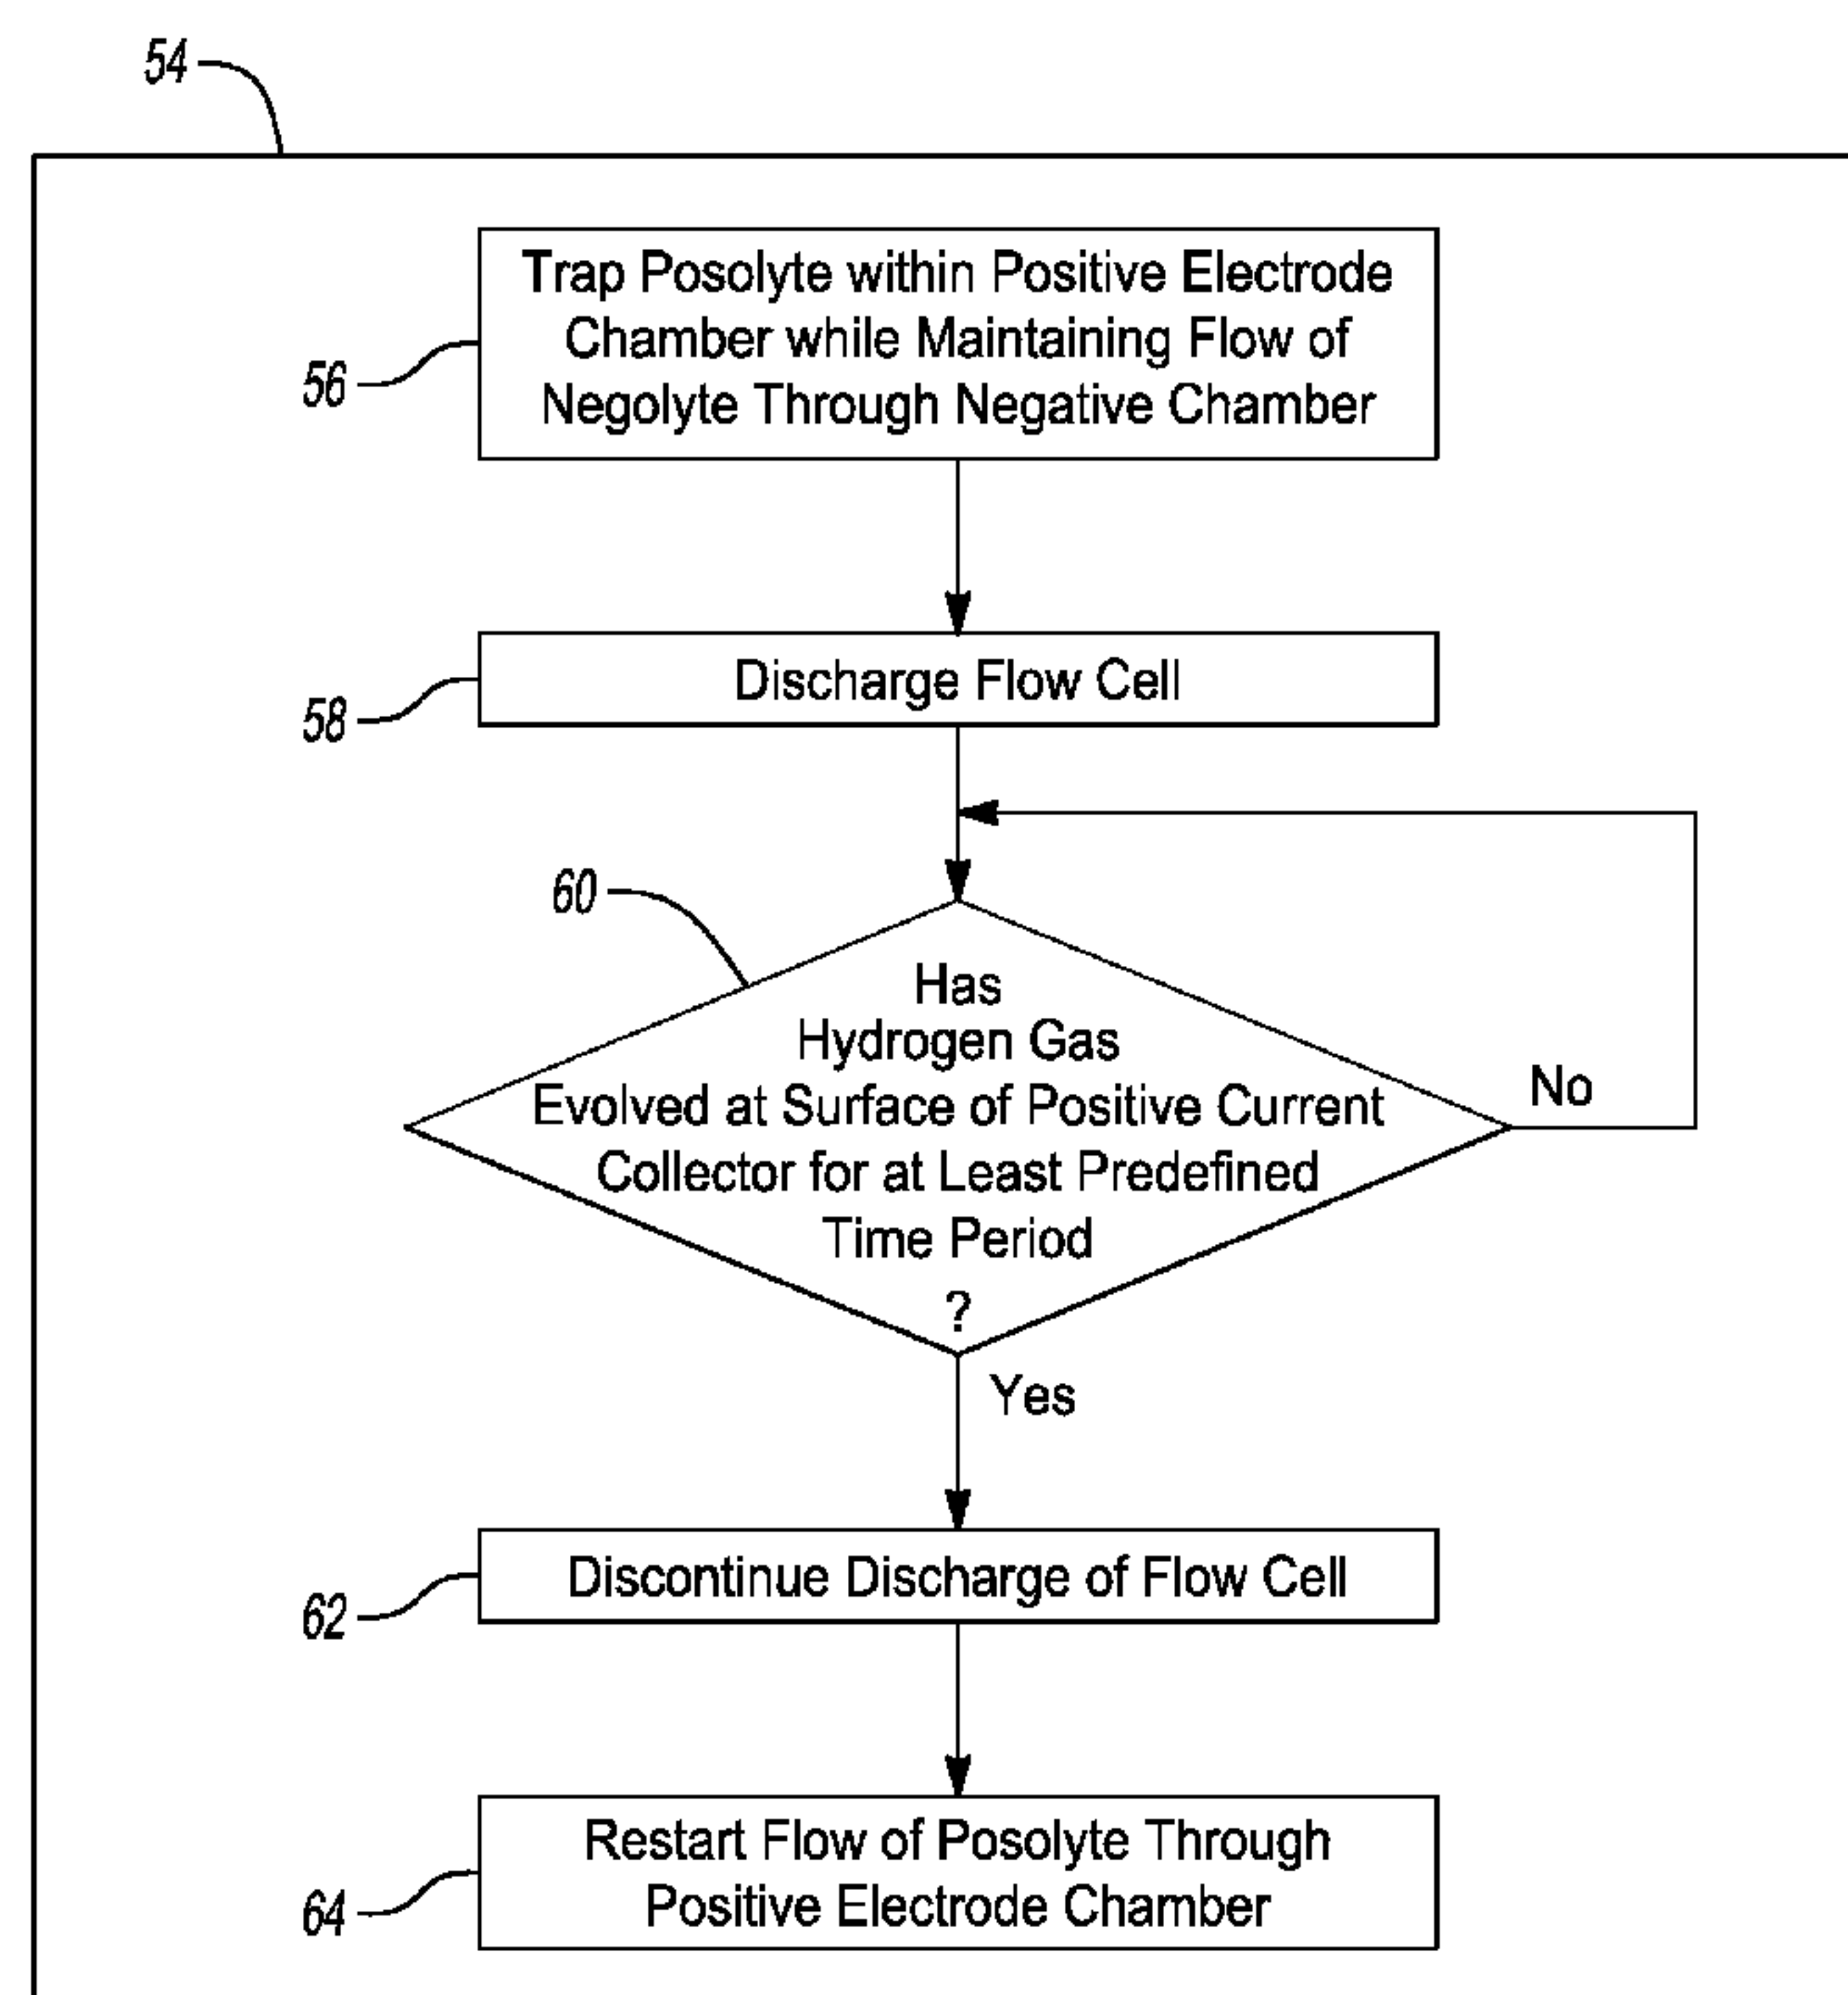 54
Trap Posolyte within Positive Electrode
Chamber while Maintaining Flow of
Negolyte Through Negative Chamber
56
Discharge Flow Cell
58
60
Has
Hydrogen Gas
Evolved at Surface of Positive Current
Collector for at Least Predefined
Time Period
?
No
Yes
Discontinue Discharge of Flow Cell
62
Restart Flow of Posolyte Through
Positive Electrode Chamber
64